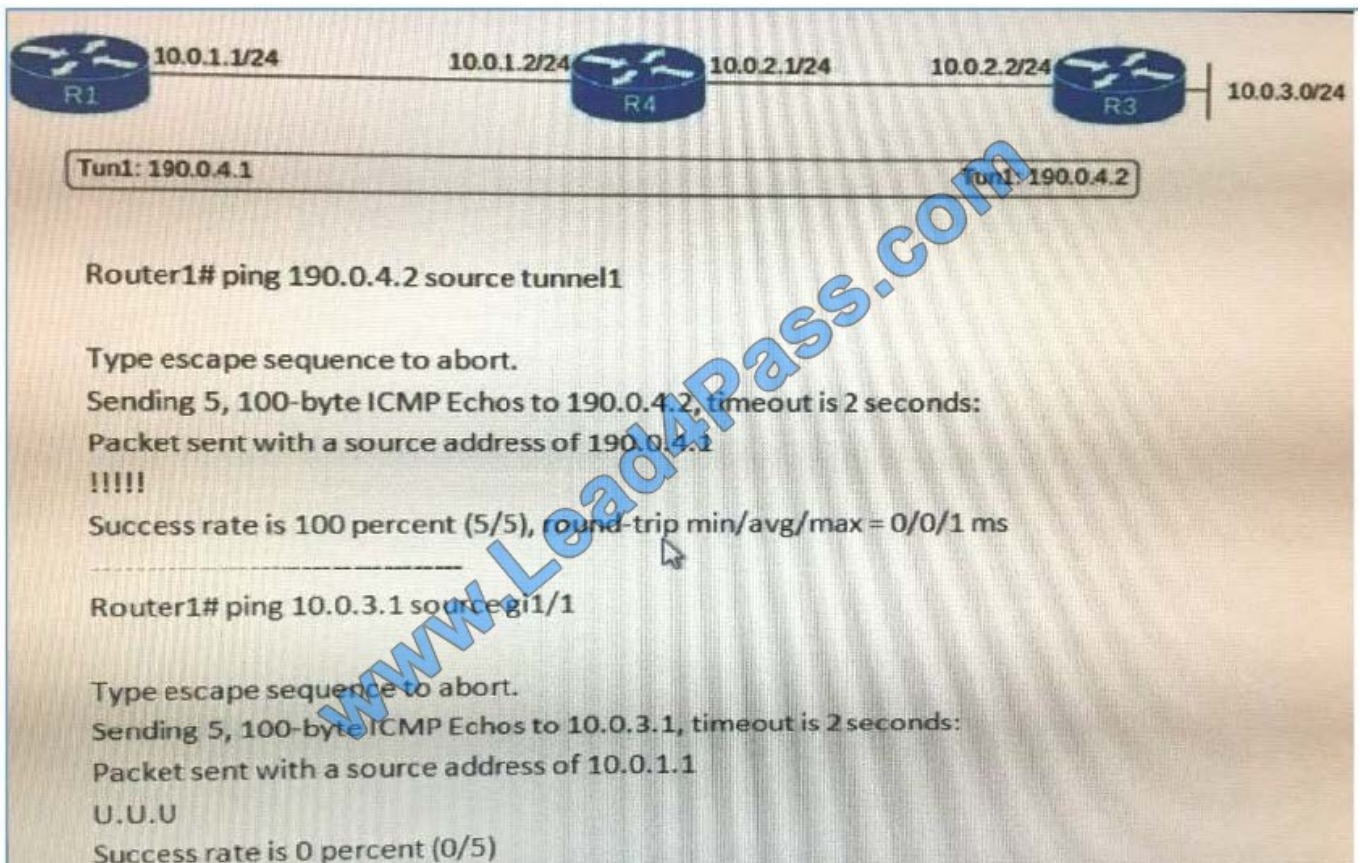 10.0.1.1/24 10.0.1.2/24 10.0.2.1/24 10.0.2.2/24
R1 R4 R3 10.0.3.0/24
Tun1: 190.0.4.1 Tun1: 190.0.4.2
Router1# ping 190.0.4.2 source tunnel1
Type escape sequence to abort.
Sending 5, 100-byte ICMP Echos to 190.0.4.2, timeout is 2 seconds:
Packet sent with a source address of 190.0.4.1
!!!!!
Success rate is 100 percent (5/5), round-trip min/avg/max = 0/0/1 ms
Router1# ping 10.0.3.1 source gi1/1
Type escape sequence to abort.
Sending 5, 100-byte ICMP Echos to 10.0.3.1, timeout is 2 seconds:
Packet sent with a source address of 10.0.1.1
U.U.U
Success rate is 0 percent (0/5)
www.Lead4Pass.com